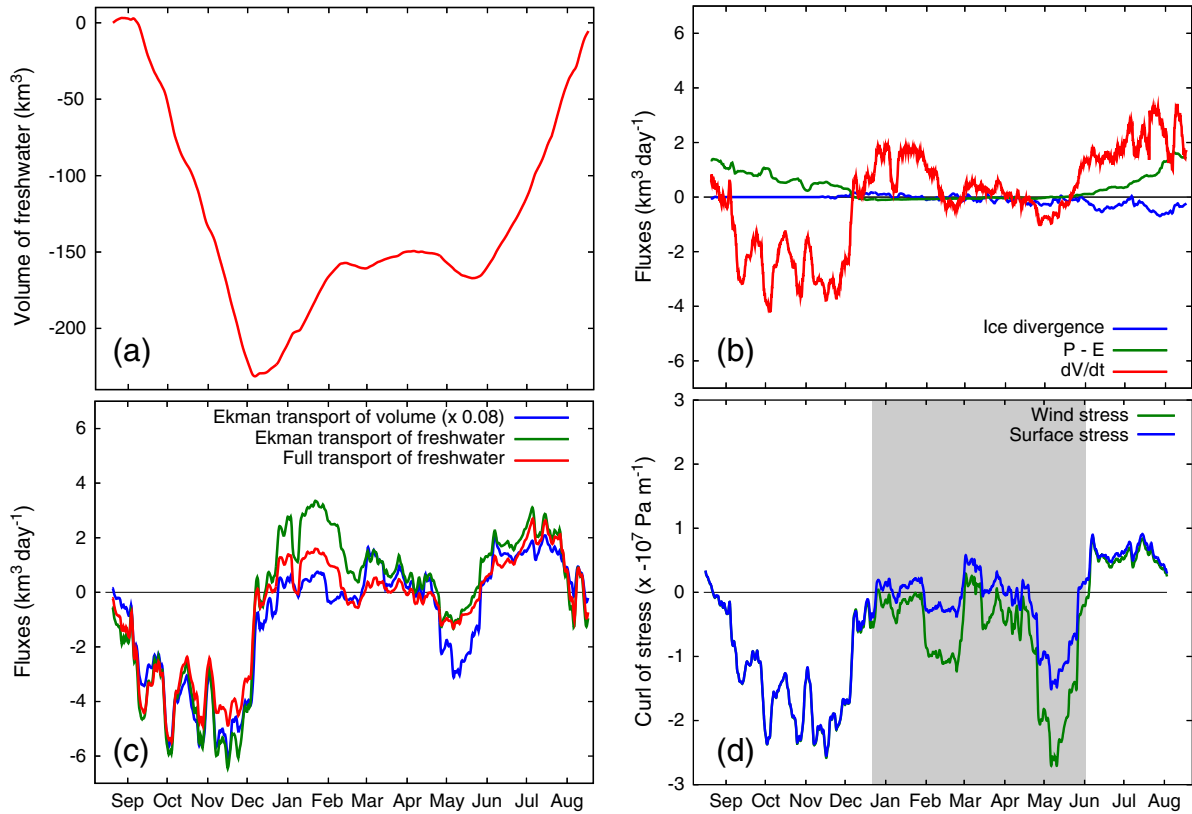 0
-50
-100
-150
-200
Volume of freshwater (km³)
(a)
6
4
2
0
-2
-4
-6
Fluxes (km³ day⁻¹)
Ice divergence
P - E
dV/dt
(b)
6
4
2
0
-2
-4
-6
Fluxes (km³ day⁻¹)
Ekman transport of volume (x 0.08)
Ekman transport of freshwater
Full transport of freshwater
(c)
Sep Oct Nov Dec Jan Feb Mar Apr May Jun Jul Aug
3
2
1
0
-1
-2
-3
Curl of stress (x -10⁷ Pa m⁻¹)
Wind stress
Surface stress
(d)
Sep Oct Nov Dec Jan Feb Mar Apr May Jun Jul Aug